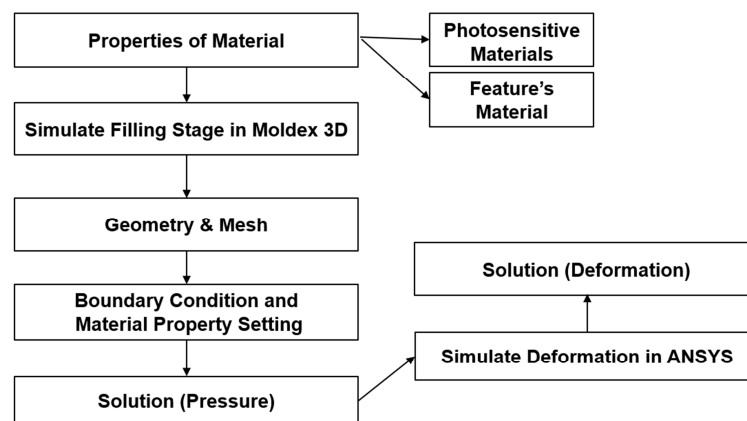 Properties of Material
Photosensitive
Materials
Feature's
Material
Simulate Filling Stage in Moldex 3D
Geometry & Mesh
Boundary Condition and
Material Property Setting
Solution (Pressure)
Solution (Deformation)
Simulate Deformation in ANSYS